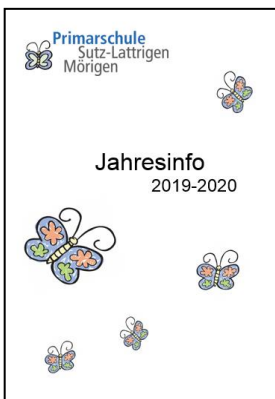 Primarschule
Sutz-Lattrigen
Mörigen
Jahresinfo
2019-2020